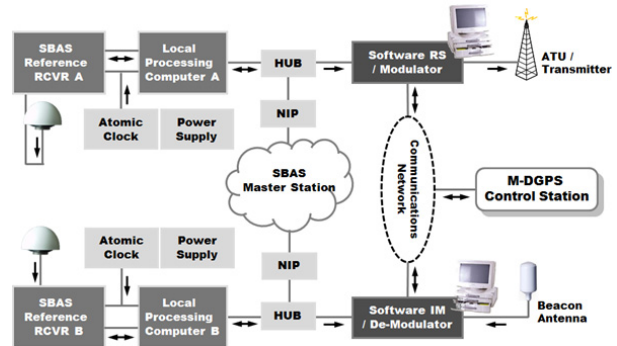 SBAS
Reference
RCVR A
Local
Processing
Computer A
HUB
Software RS
/ Modulator
ATU /
Transmitter
Atomic
Clock
Power
Supply
NIP
SBAS
Master Station
Communications
Network
M-DGPS
Control Station
Atomic
Clock
Power
Supply
NIP
SBAS
Reference
RCVR B
Local
Processing
Computer B
HUB
Software IM
/ De-Modulator
Beacon
Antenna